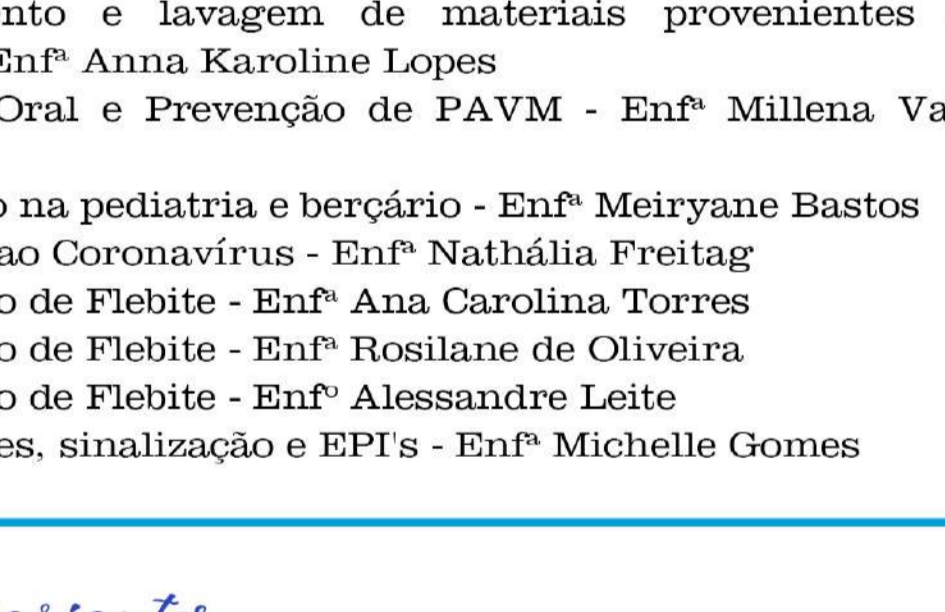 nto e lavagem de materiais provenientes
Enfª Anna Karoline Lopes
Oral e Prevenção de PAVM - Enfª Millena Va
o na pediatria e berçário - Enfª Meiryane Bastos
ao Coronavírus - Enfª Nathália Freitag
o de Flebite - Enfª Ana Carolina Torres
o de Flebite - Enfª Rosilane de Oliveira
o de Flebite - Enfº Alessandre Leite
es, sinalização e EPI's - Enfª Michelle Gomes